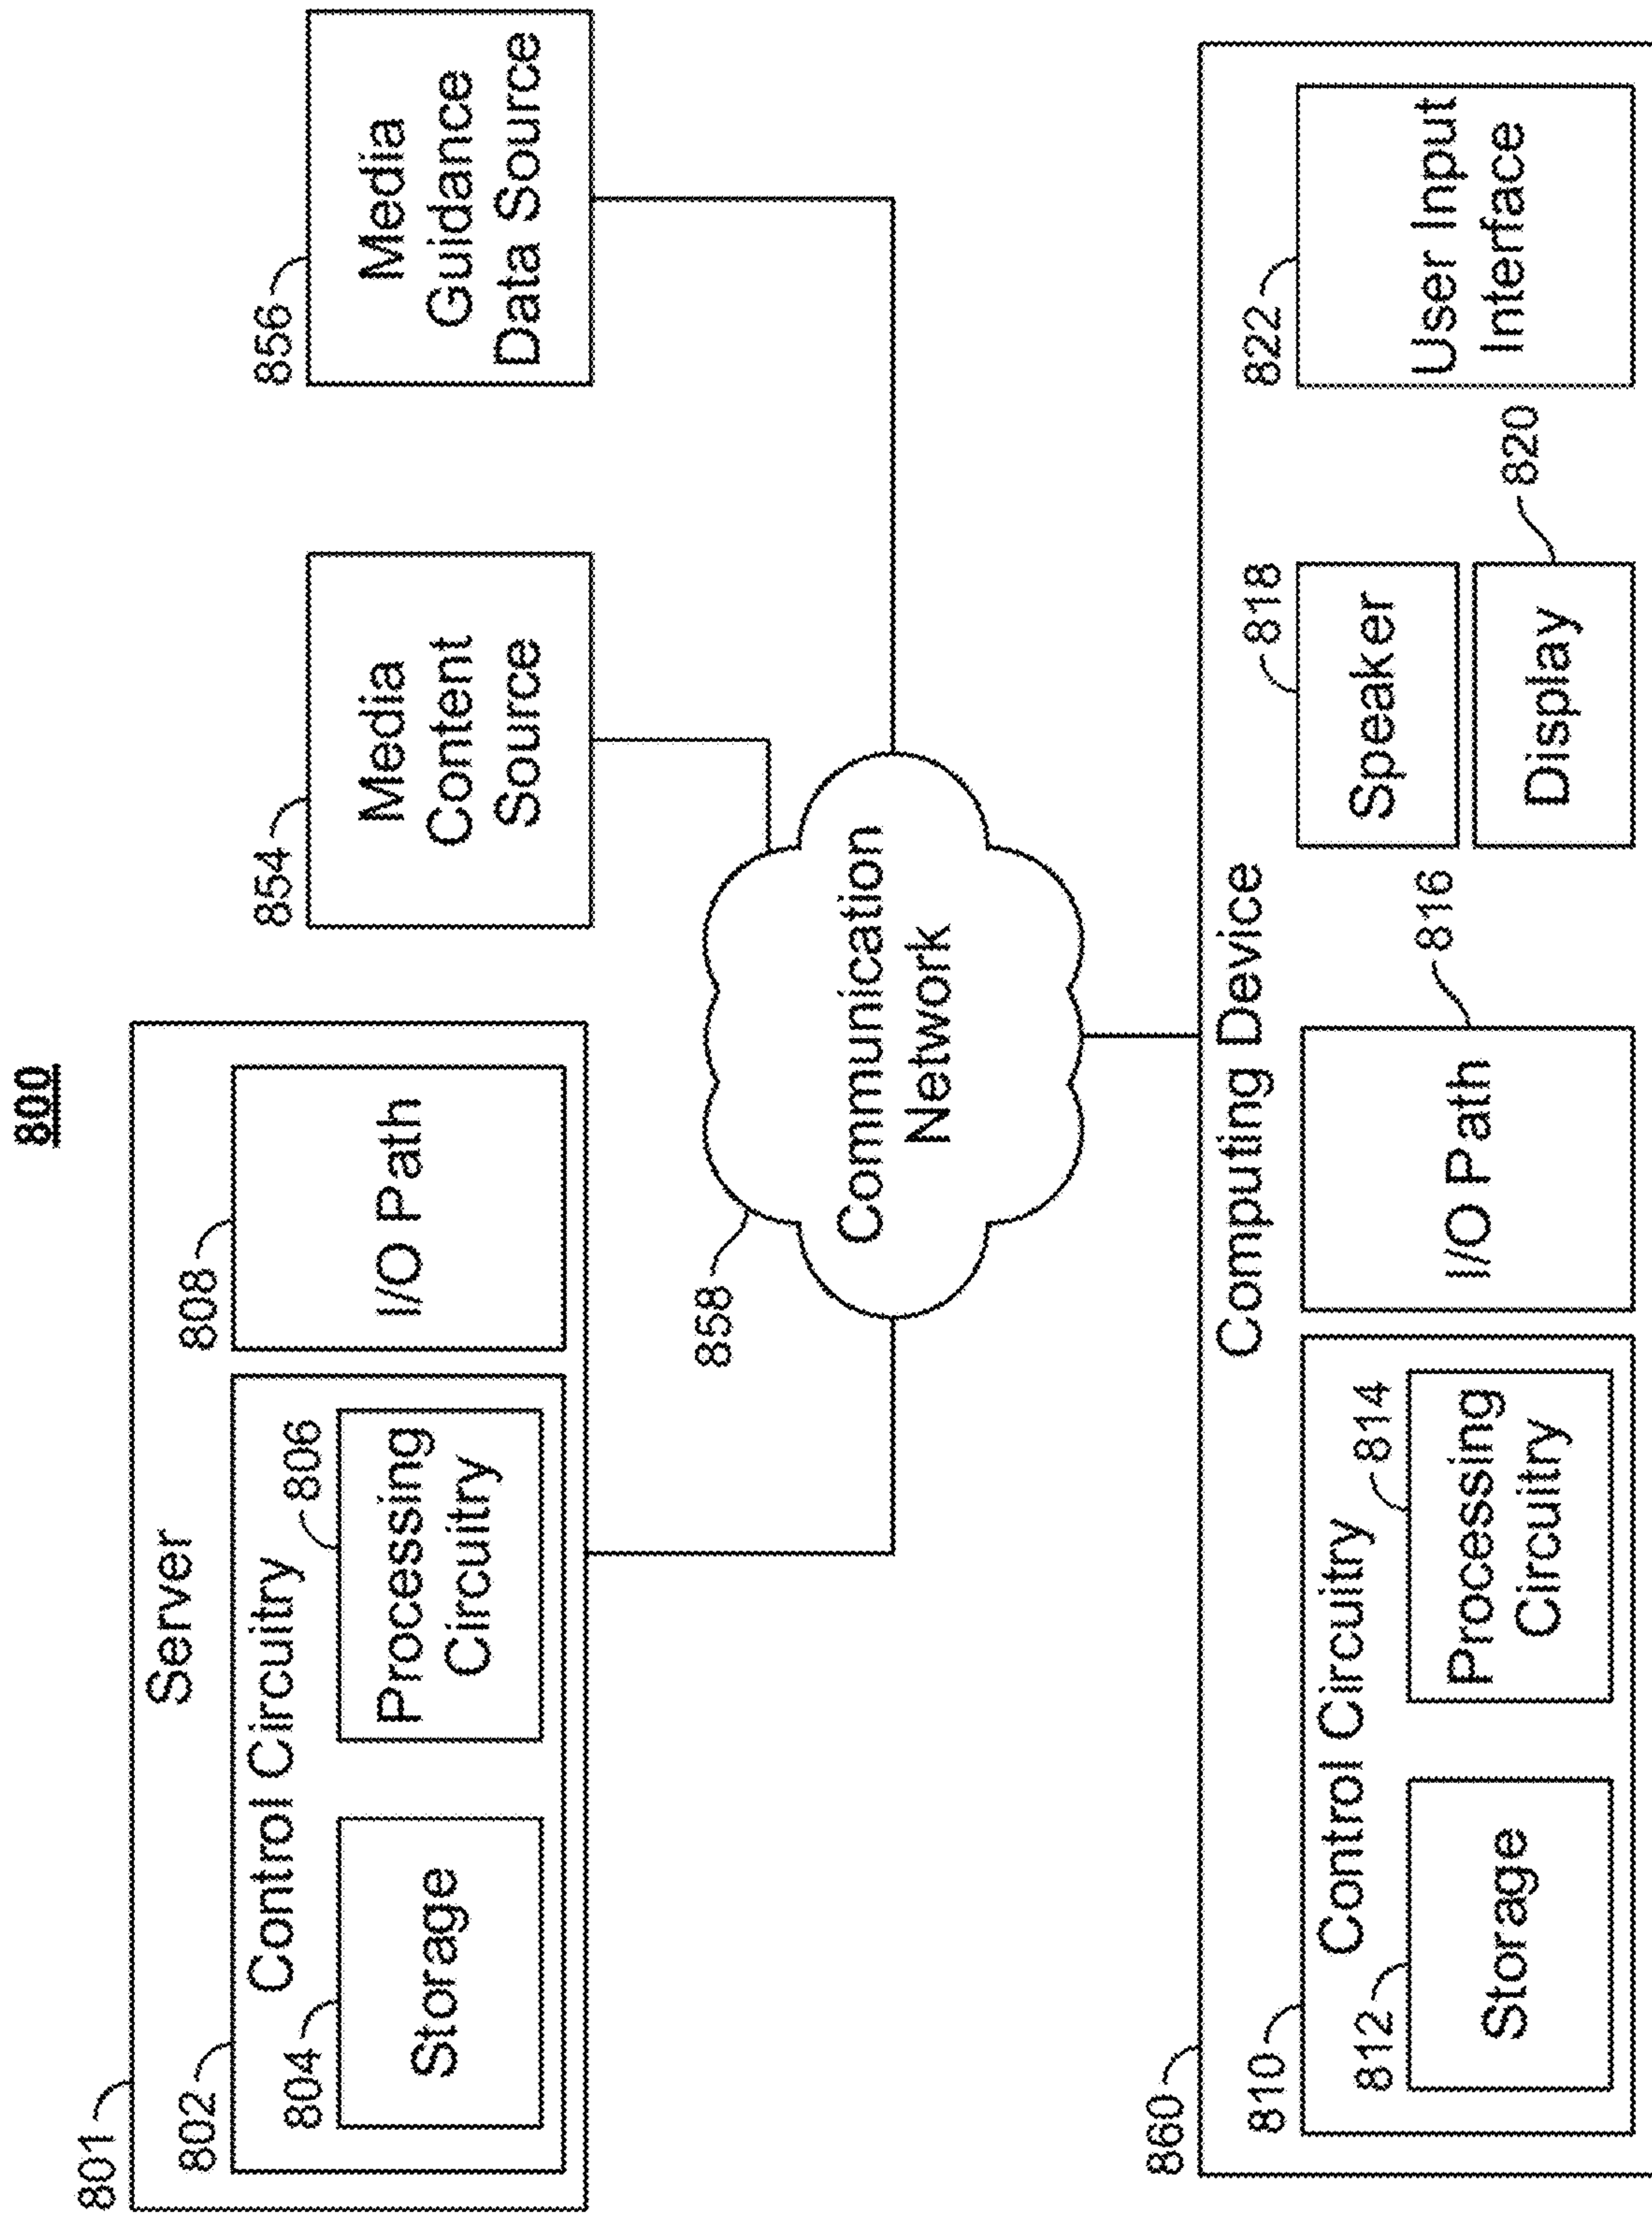 800
801
Server
802
Control Circuitry
804
Storage
806
Processing
Circuitry
808
I/O Path
854
Media
Content
Source
856
Media
Guidance
Data Source
858
Communication
Network
860
Computing Device
810
Control Circuitry
812
Storage
814
Processing
Circuitry
I/O Path
816
818
Speaker
Display
820
822
User Input
Interface